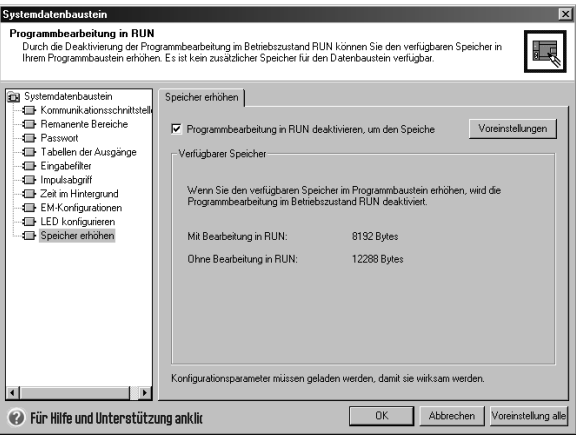 Systemdatenbaustein
Programmbearbeitung in RUN
Durch die Deaktivierung der Programmbearbeitung im Betriebszustand RUN können Sie den verfügbaren Speicher in
Ihrem Programmbaustein erhöhen. Es ist kein zusätzlicher Speicher für den Datenbaustein verfügbar.
Systemdatenbaustein
Kommunikationsschnittstell
Remanente Bereiche
Passwort
Tabellen der Ausgänge
Eingabefilter
Impulsabgriff
Zeit im Hintergrund
EM-Konfigurationen
LED konfigurieren
Speicher erhöhen
Speicher erhöhen
Programmbearbeitung in RUN deaktivieren, um den Speiche
Voreinstellungen
Verfügbarer Speicher
Wenn Sie den verfügbaren Speicher im Programmbaustein erhöhen, wird die
Programmbearbeitung im Betriebszustand RUN deaktiviert.
Mit Bearbeitung in RUN: 8192 Bytes
Ohne Bearbeitung in RUN: 12288 Bytes
Konfigurationsparameter müssen geladen werden, damit sie wirksam werden.
Für Hilfe und Unterstützung anklic
OK
Abbrechen
Voreinstellung alle